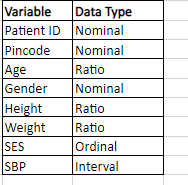 Variable Data Type
Patient ID Nominal
Pincode Nominal
Age Ratio
Gender Nominal
Height Ratio
Weight Ratio
SES Ordinal
SBP Interval